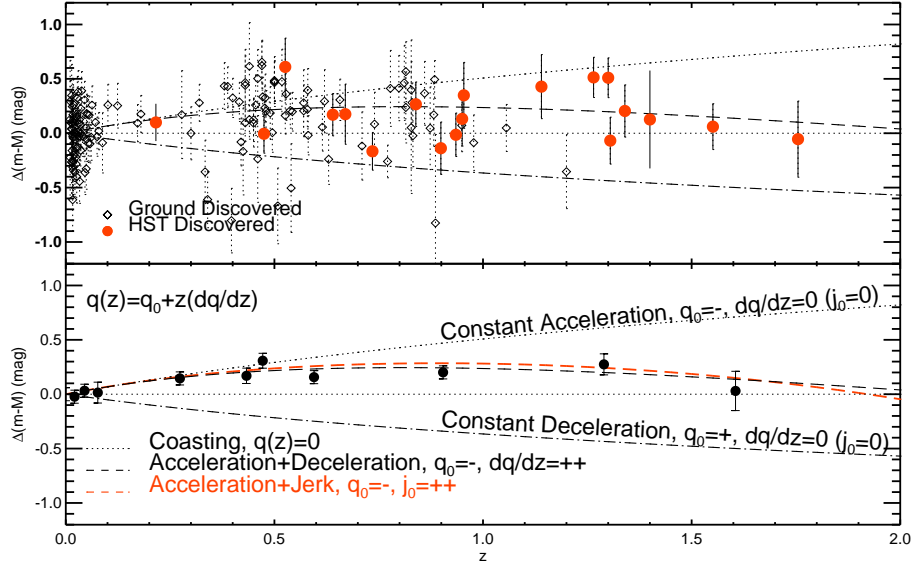 Δ(m-M) (mag)
1.0
0.5
0.0
-0.5
-1.0
Ground Discovered
HST Discovered
Δ(m-M) (mag)
1.0
0.5
0.0
-0.5
-1.0
q(z)=q₀+z(dq/dz)
Constant Acceleration, q₀=-, dq/dz=0 (j₀=0)
Constant Deceleration, q₀=+, dq/dz=0 (j₀=0)
Coasting, q(z)=0
Acceleration+Deceleration, q₀=-, dq/dz=++
Acceleration+Jerk, q₀=-, j₀=++
0.0 0.5 1.0 1.5 2.0
z